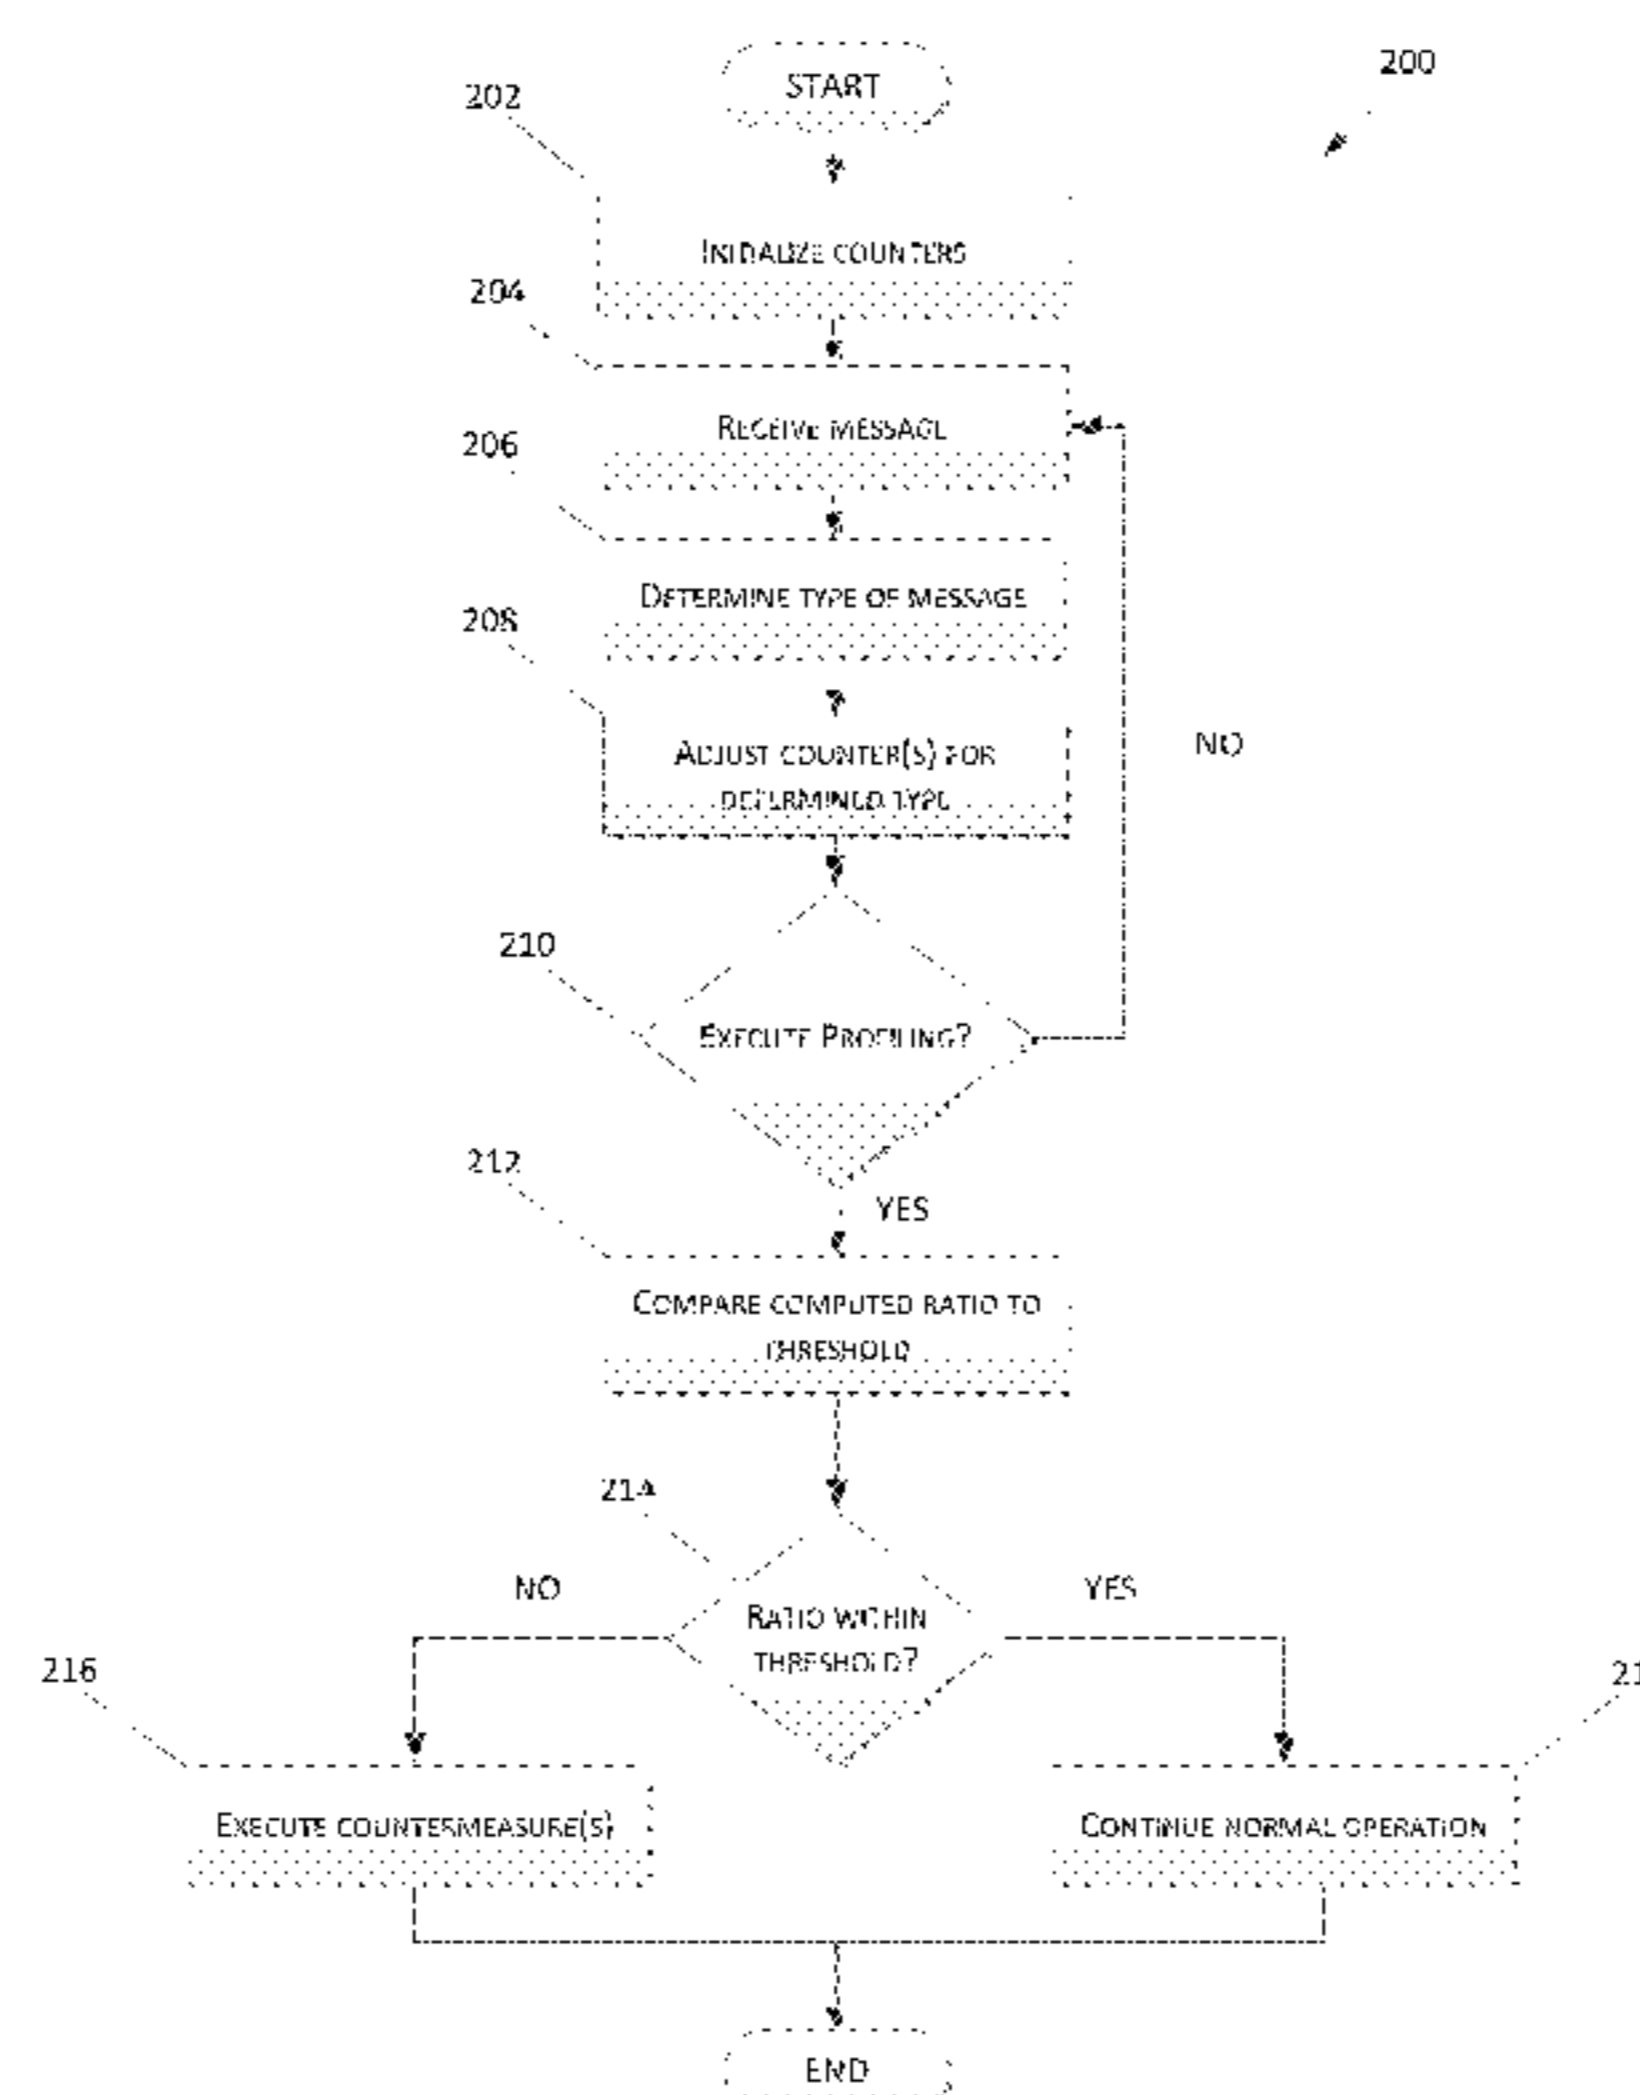 START
200
202
INITIALIZE COUNTERS
204
RECEIVE MESSAGE
206
DETERMINE TYPE OF MESSAGE
208
ADJUST COUNTER(S) FOR
DETERMINED TYPE
NO
210
EXECUTE PROFILING?
212
YES
COMPARE COMPUTED RATIO TO
THRESHOLD
214
NO
YES
RATIO WITHIN
THRESHOLD?
216
21
EXECUTE COUNTERMEASURE(S)
CONTINUE NORMAL OPERATION
END